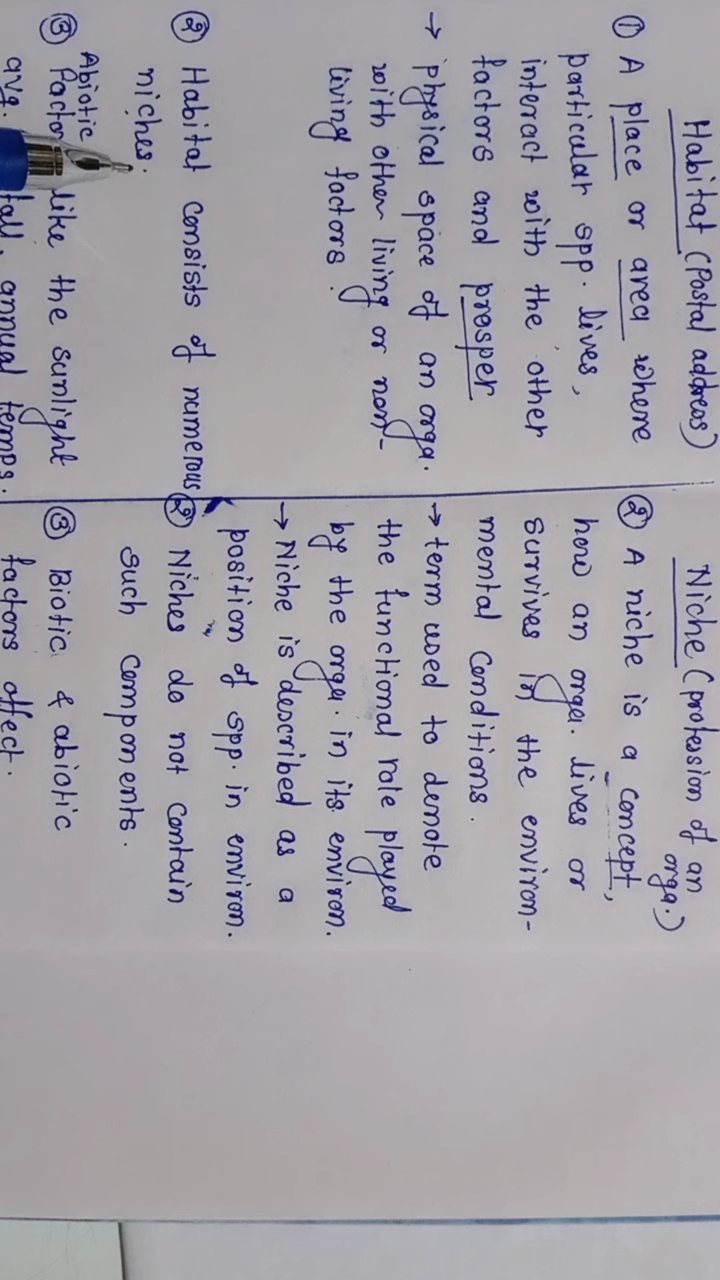 Habitat (Postal address)
① A place or area where
particular spp. lives,
interact with the other
factors and prosper
→ Physical space of an orga.
with other living or non-
living factors.
② Habitat consists of numerous
niches.
Abiotic
③ Factor like the sunlight
avg. fall, annual temps.
Niche (profession of an
orga.)
② A niche is a concept,
how an orga. lives or
survives in the environ-
mental conditions.
→ term used to denote
the functional role played
by the orga. in its environ.
→ Niche is described as a
position of spp. in environ.
② Niches do not contain
such components.
③ Biotic & abiotic
factors affect.